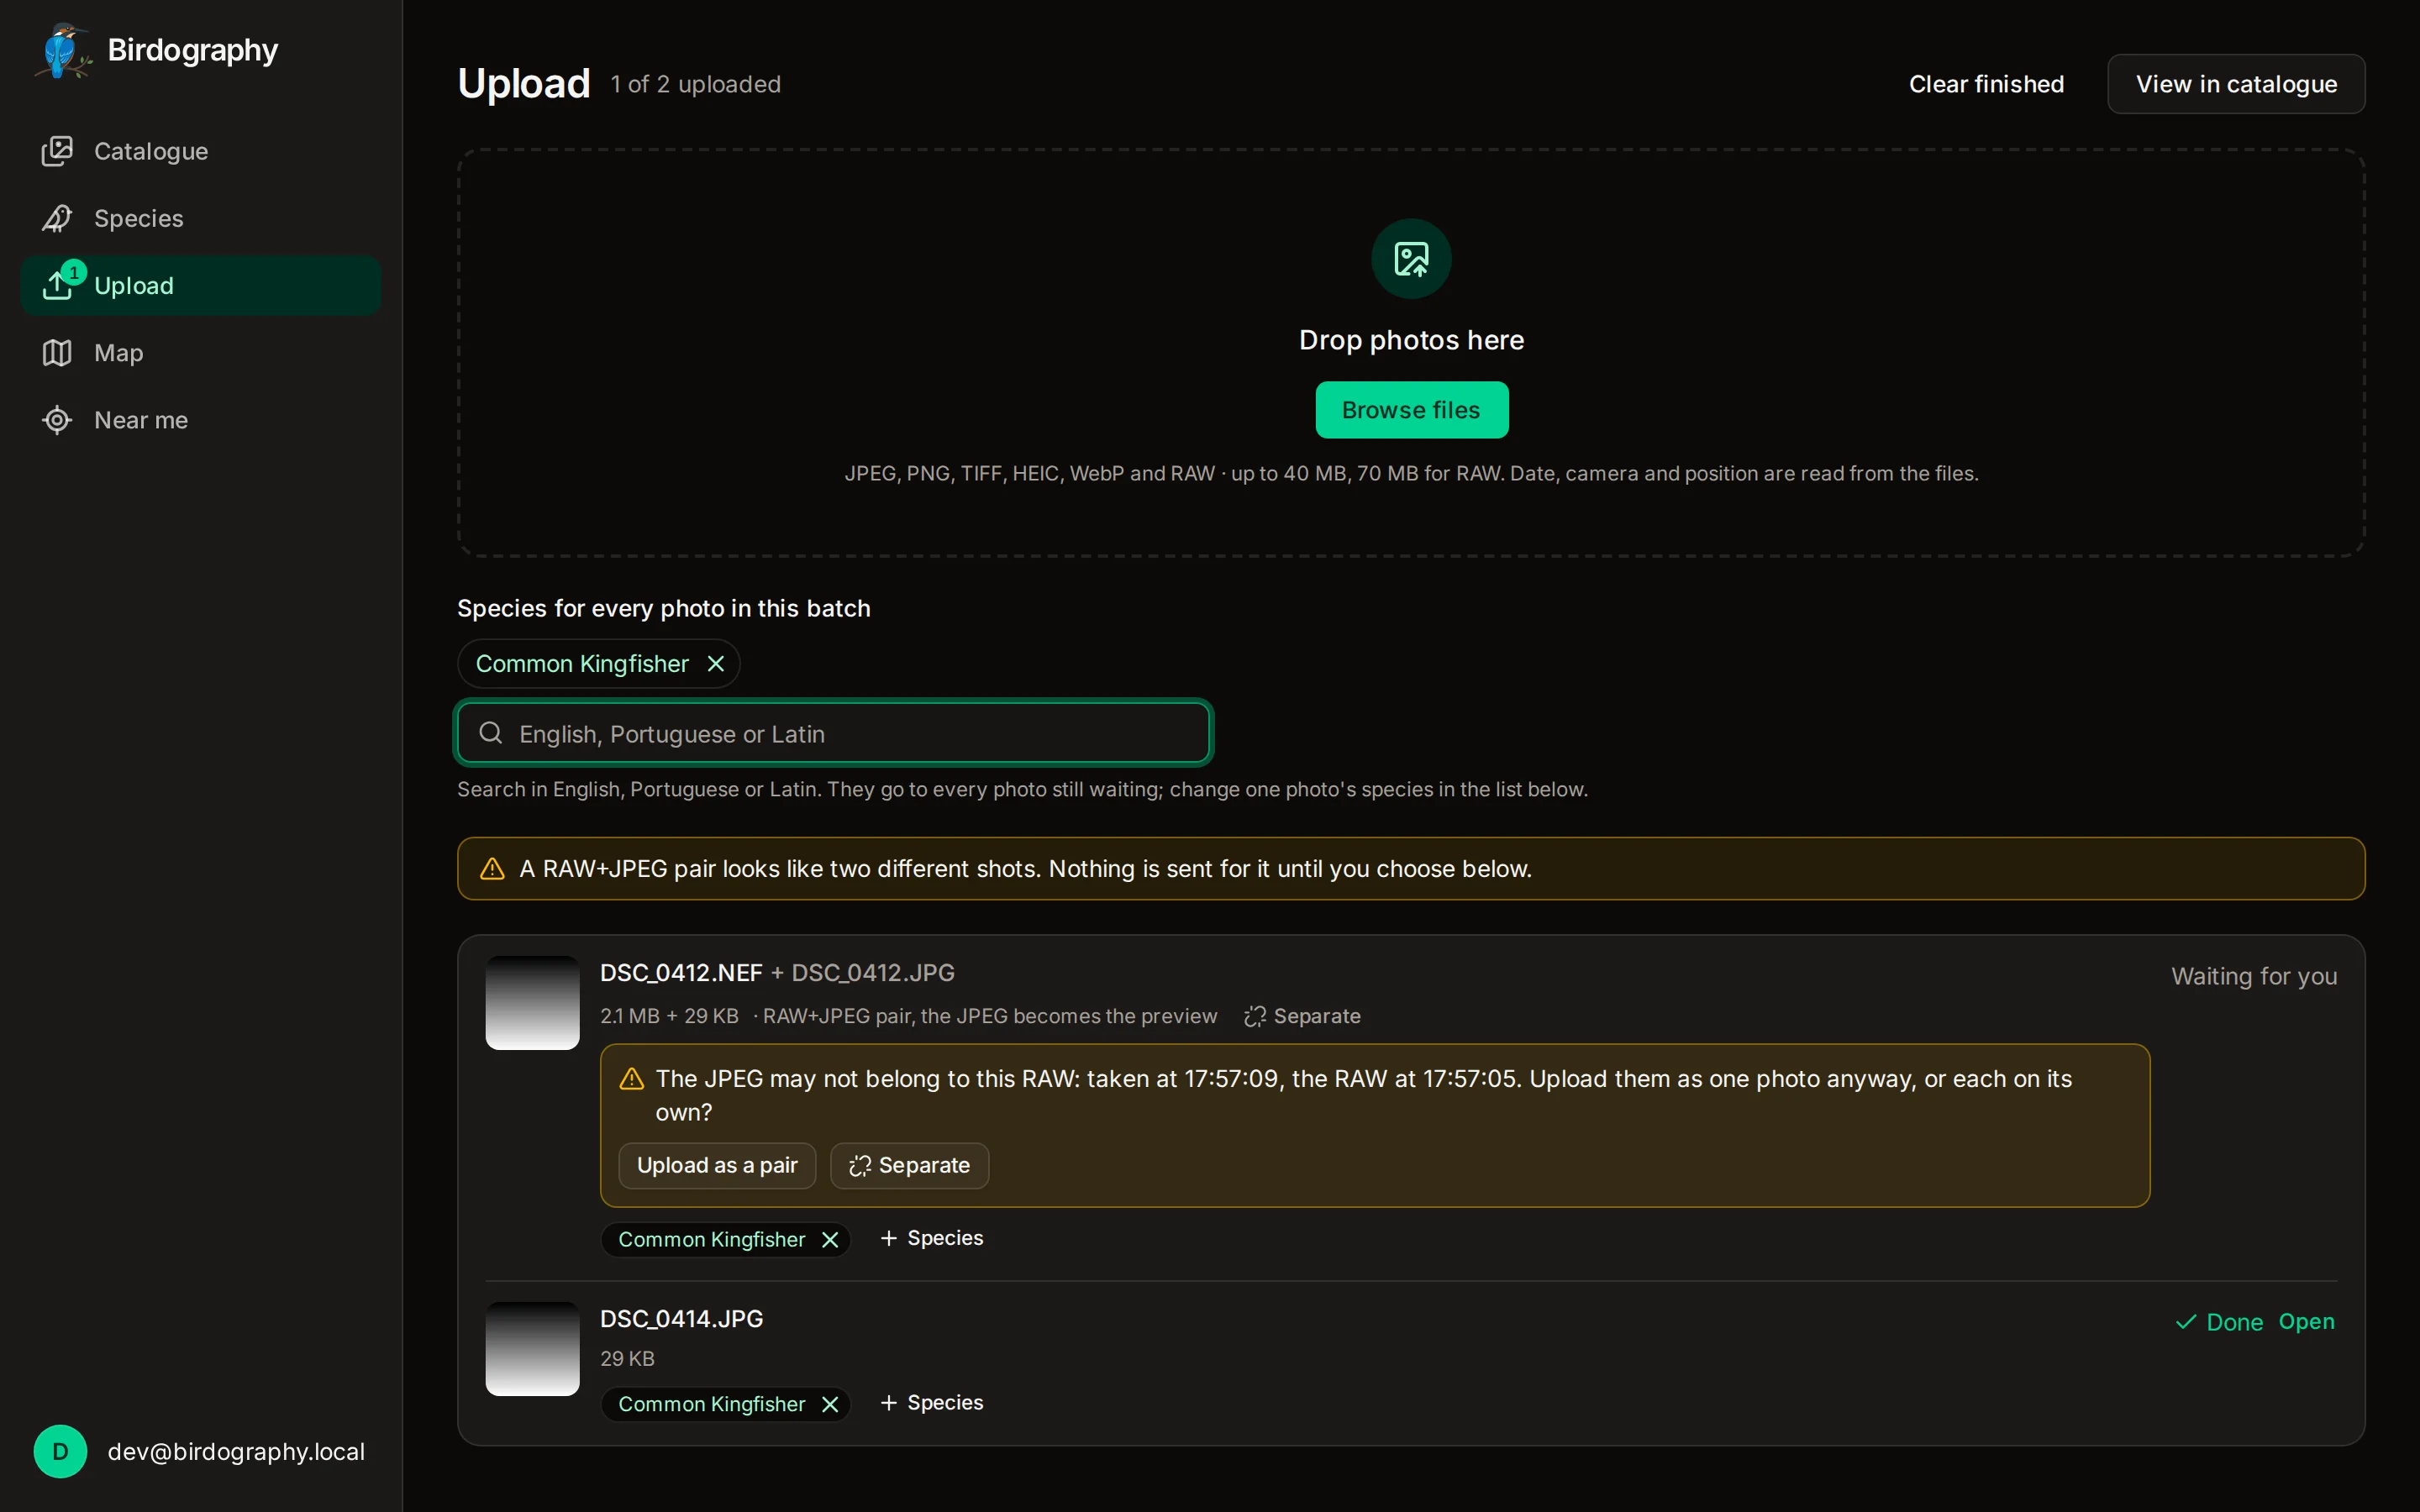 Birdography
Catalogue
Species
1
Upload
Map
Near me
D
dev@birdography.local
Upload 1 of 2 uploaded
Clear finished
View in catalogue
Drop photos here
Browse files
JPEG, PNG, TIFF, HEIC, WebP and RAW · up to 40 MB, 70 MB for RAW. Date, camera and position are read from the files.
Species for every photo in this batch
Common Kingfisher
English, Portuguese or Latin
Search in English, Portuguese or Latin. They go to every photo still waiting; change one photo's species in the list below.
A RAW+JPEG pair looks like two different shots. Nothing is sent for it until you choose below.
DSC_0412.NEF + DSC_0412.JPG
Waiting for you
2.1 MB + 29 KB · RAW+JPEG pair, the JPEG becomes the preview Separate
The JPEG may not belong to this RAW: taken at 17:57:09, the RAW at 17:57:05. Upload them as one photo anyway, or each on its
own?
Upload as a pair Separate
Common Kingfisher + Species
DSC_0414.JPG
Done Open
29 KB
Common Kingfisher + Species